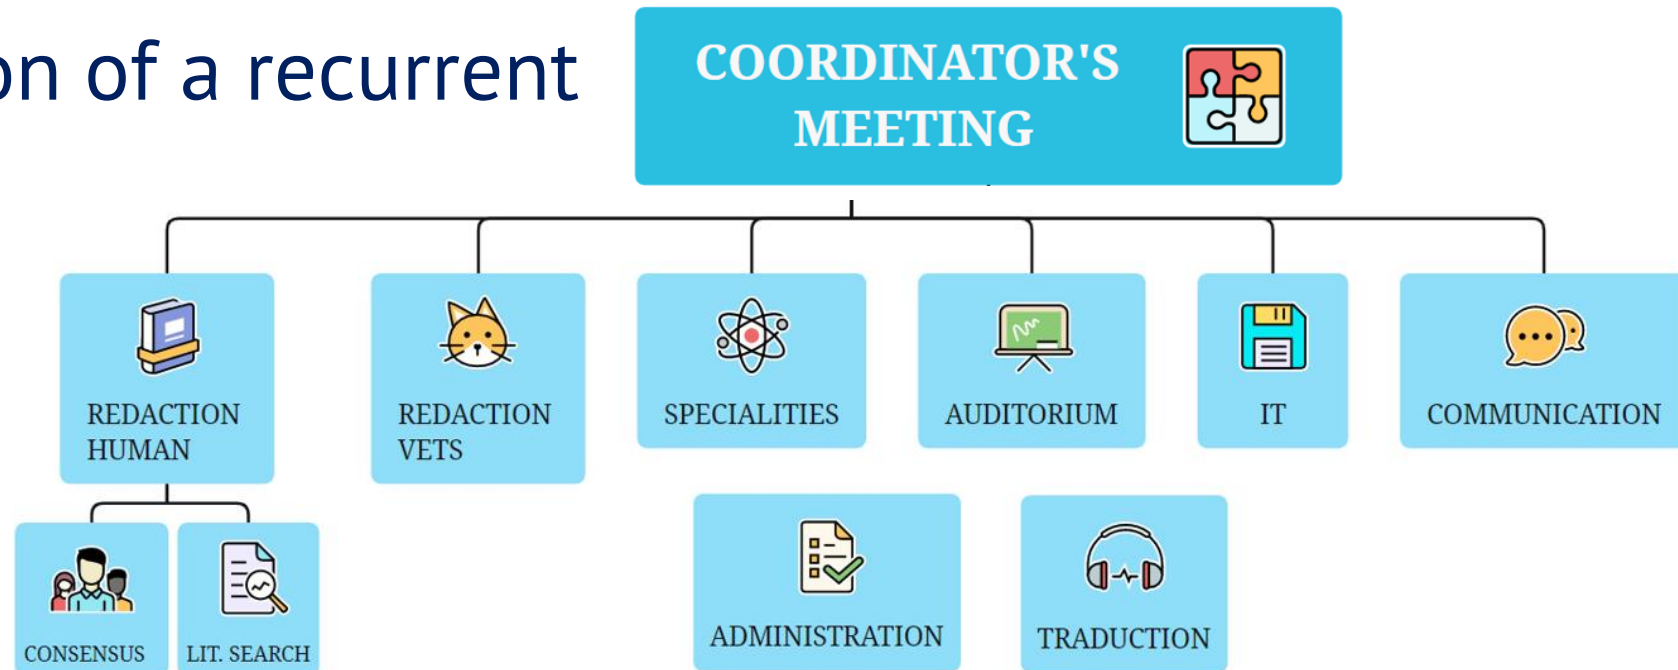 on of a recurrent
COORDINATOR'S
MEETING
REDACTION
HUMAN
REDACTION
VETS
SPECIALITIES
AUDITORIUM
IT
COMMUNICATION
CONSENSUS
LIT. SEARCH
ADMINISTRATION
TRADUCTION